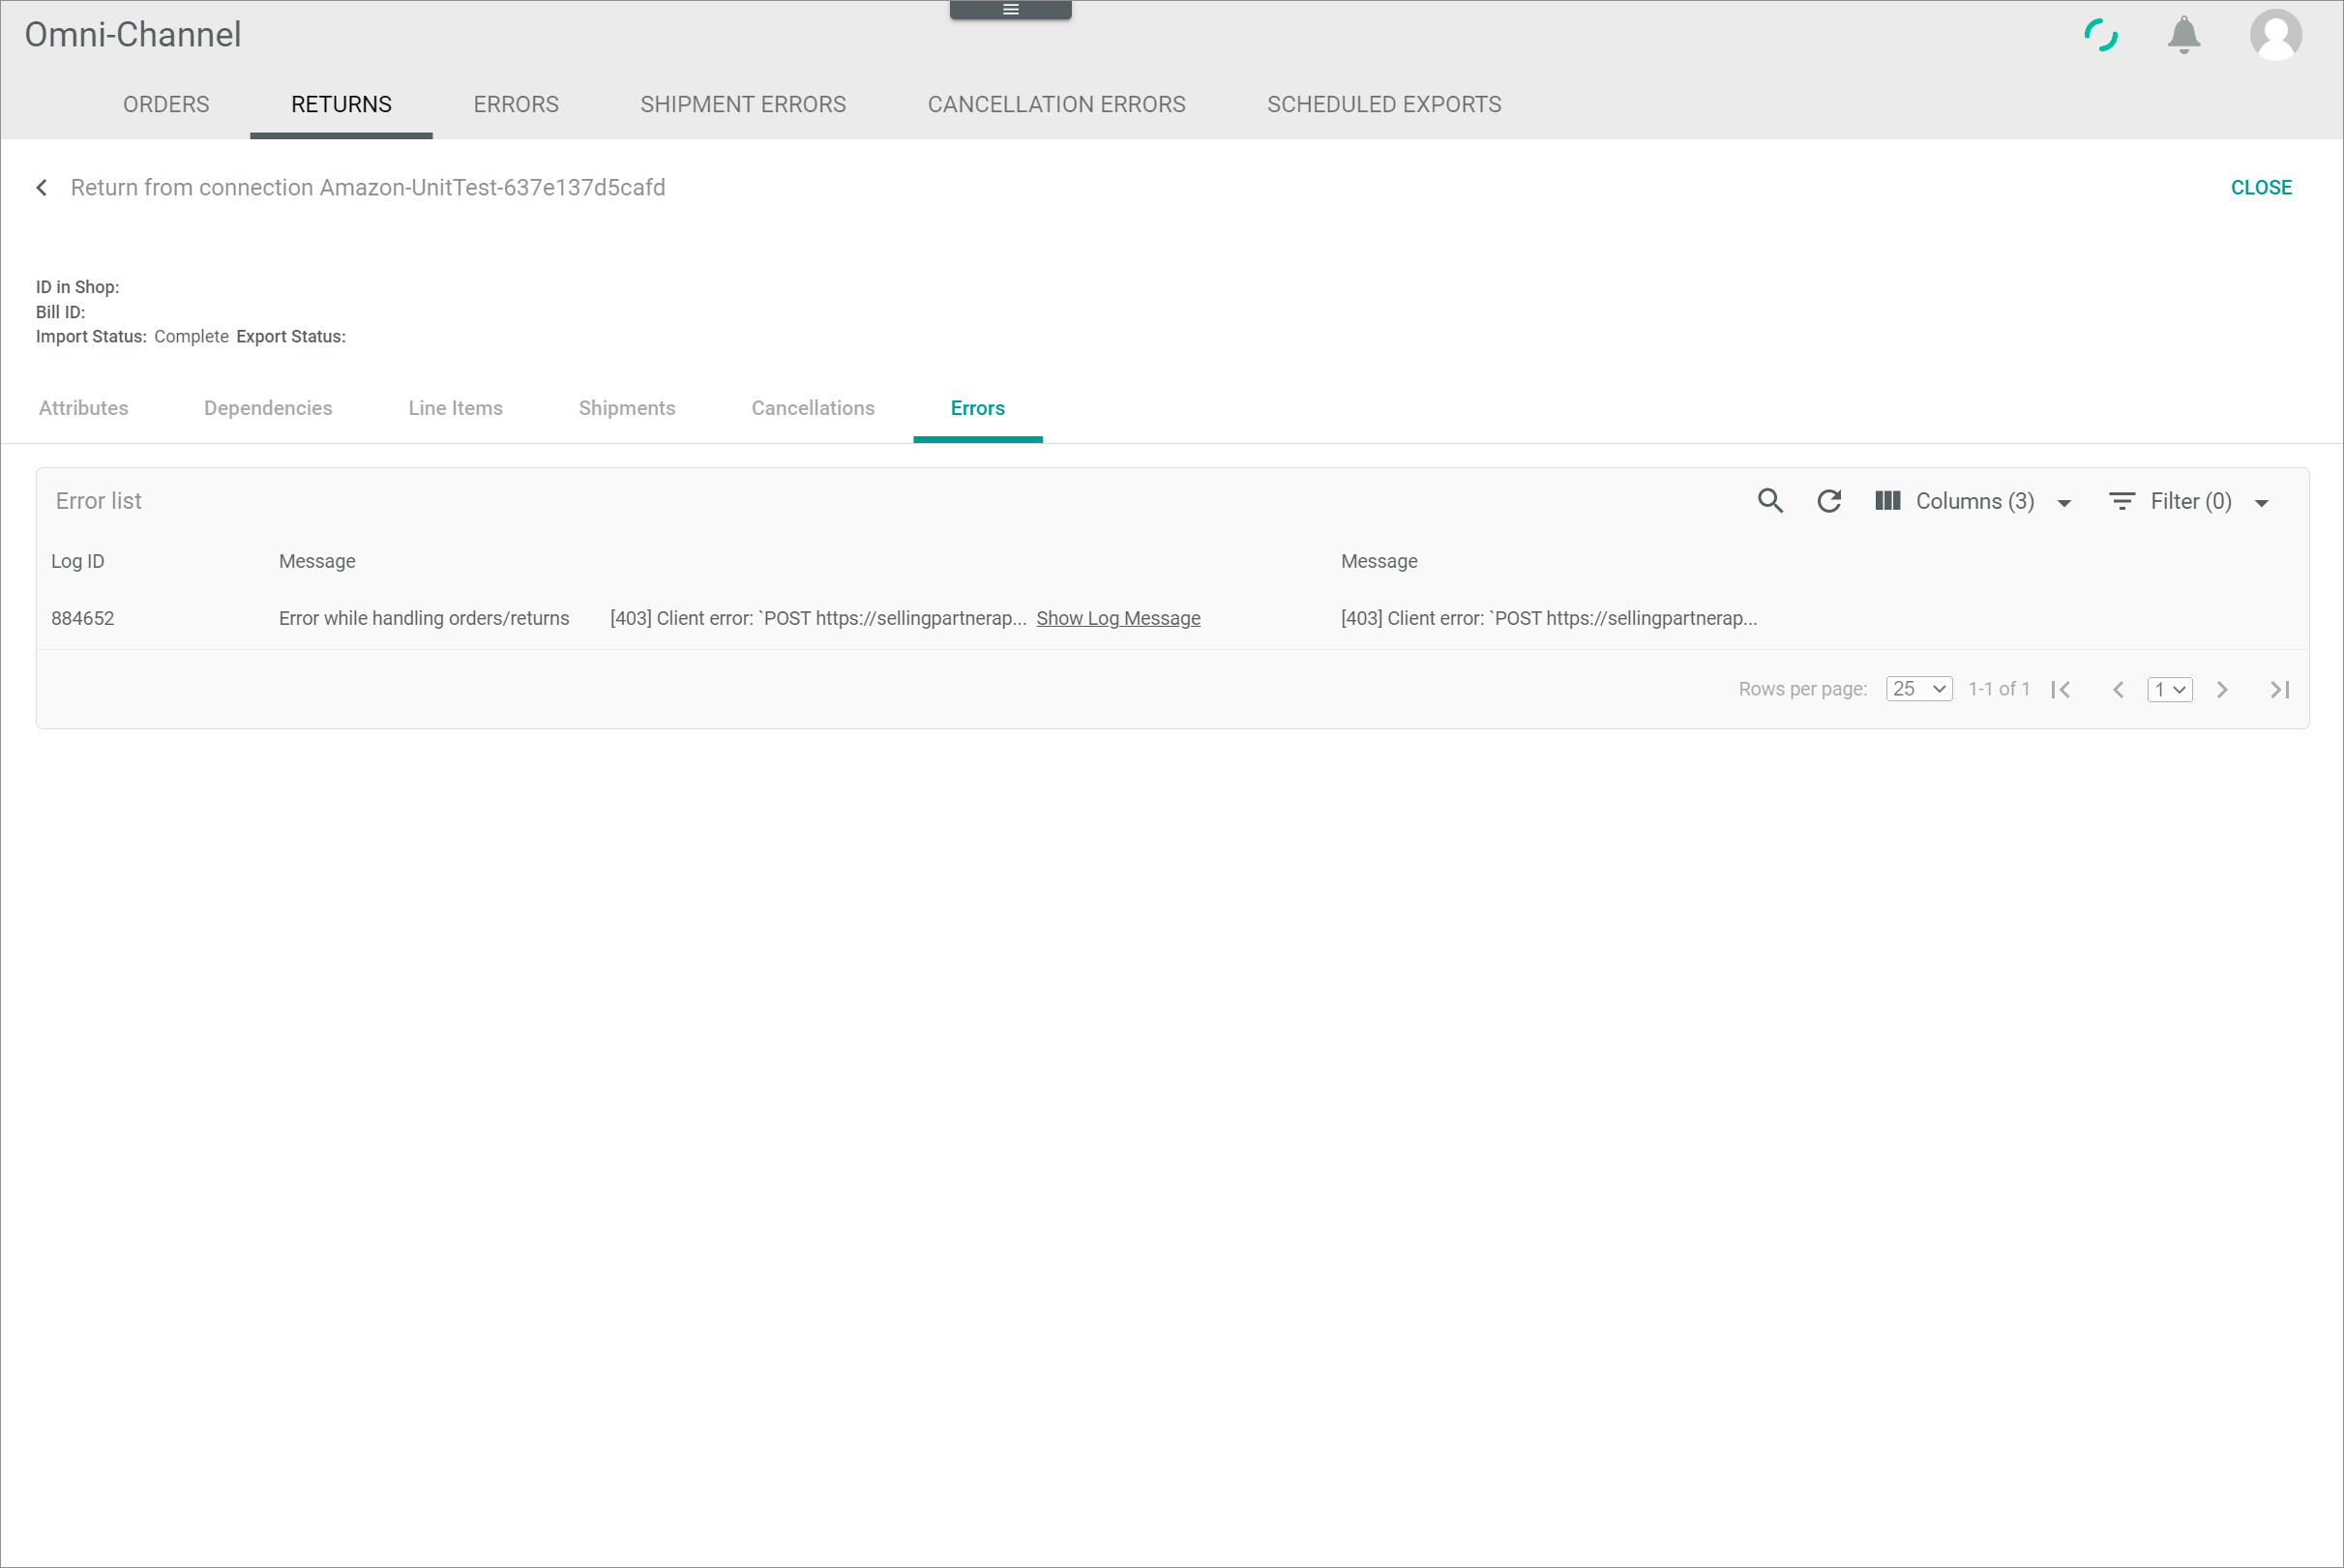 Omni-Channel
ORDERS RETURNS ERRORS SHIPMENT ERRORS CANCELLATION ERRORS SCHEDULED EXPORTS
Return from connection Amazon-UnitTest-637e137d5cafd CLOSE
ID in Shop:
Bill ID:
Import Status: Complete Export Status:
Attributes Dependencies Line Items Shipments Cancellations Errors
Error list Columns (3) Filter (0)
Log ID Message Message
884652 Error while handling orders/returns [403] Client error: `POST https://sellingpartnerap... Show Log Message [403] Client error: `POST https://sellingpartnerap...
Rows per page: 25 1-1 of 1 1